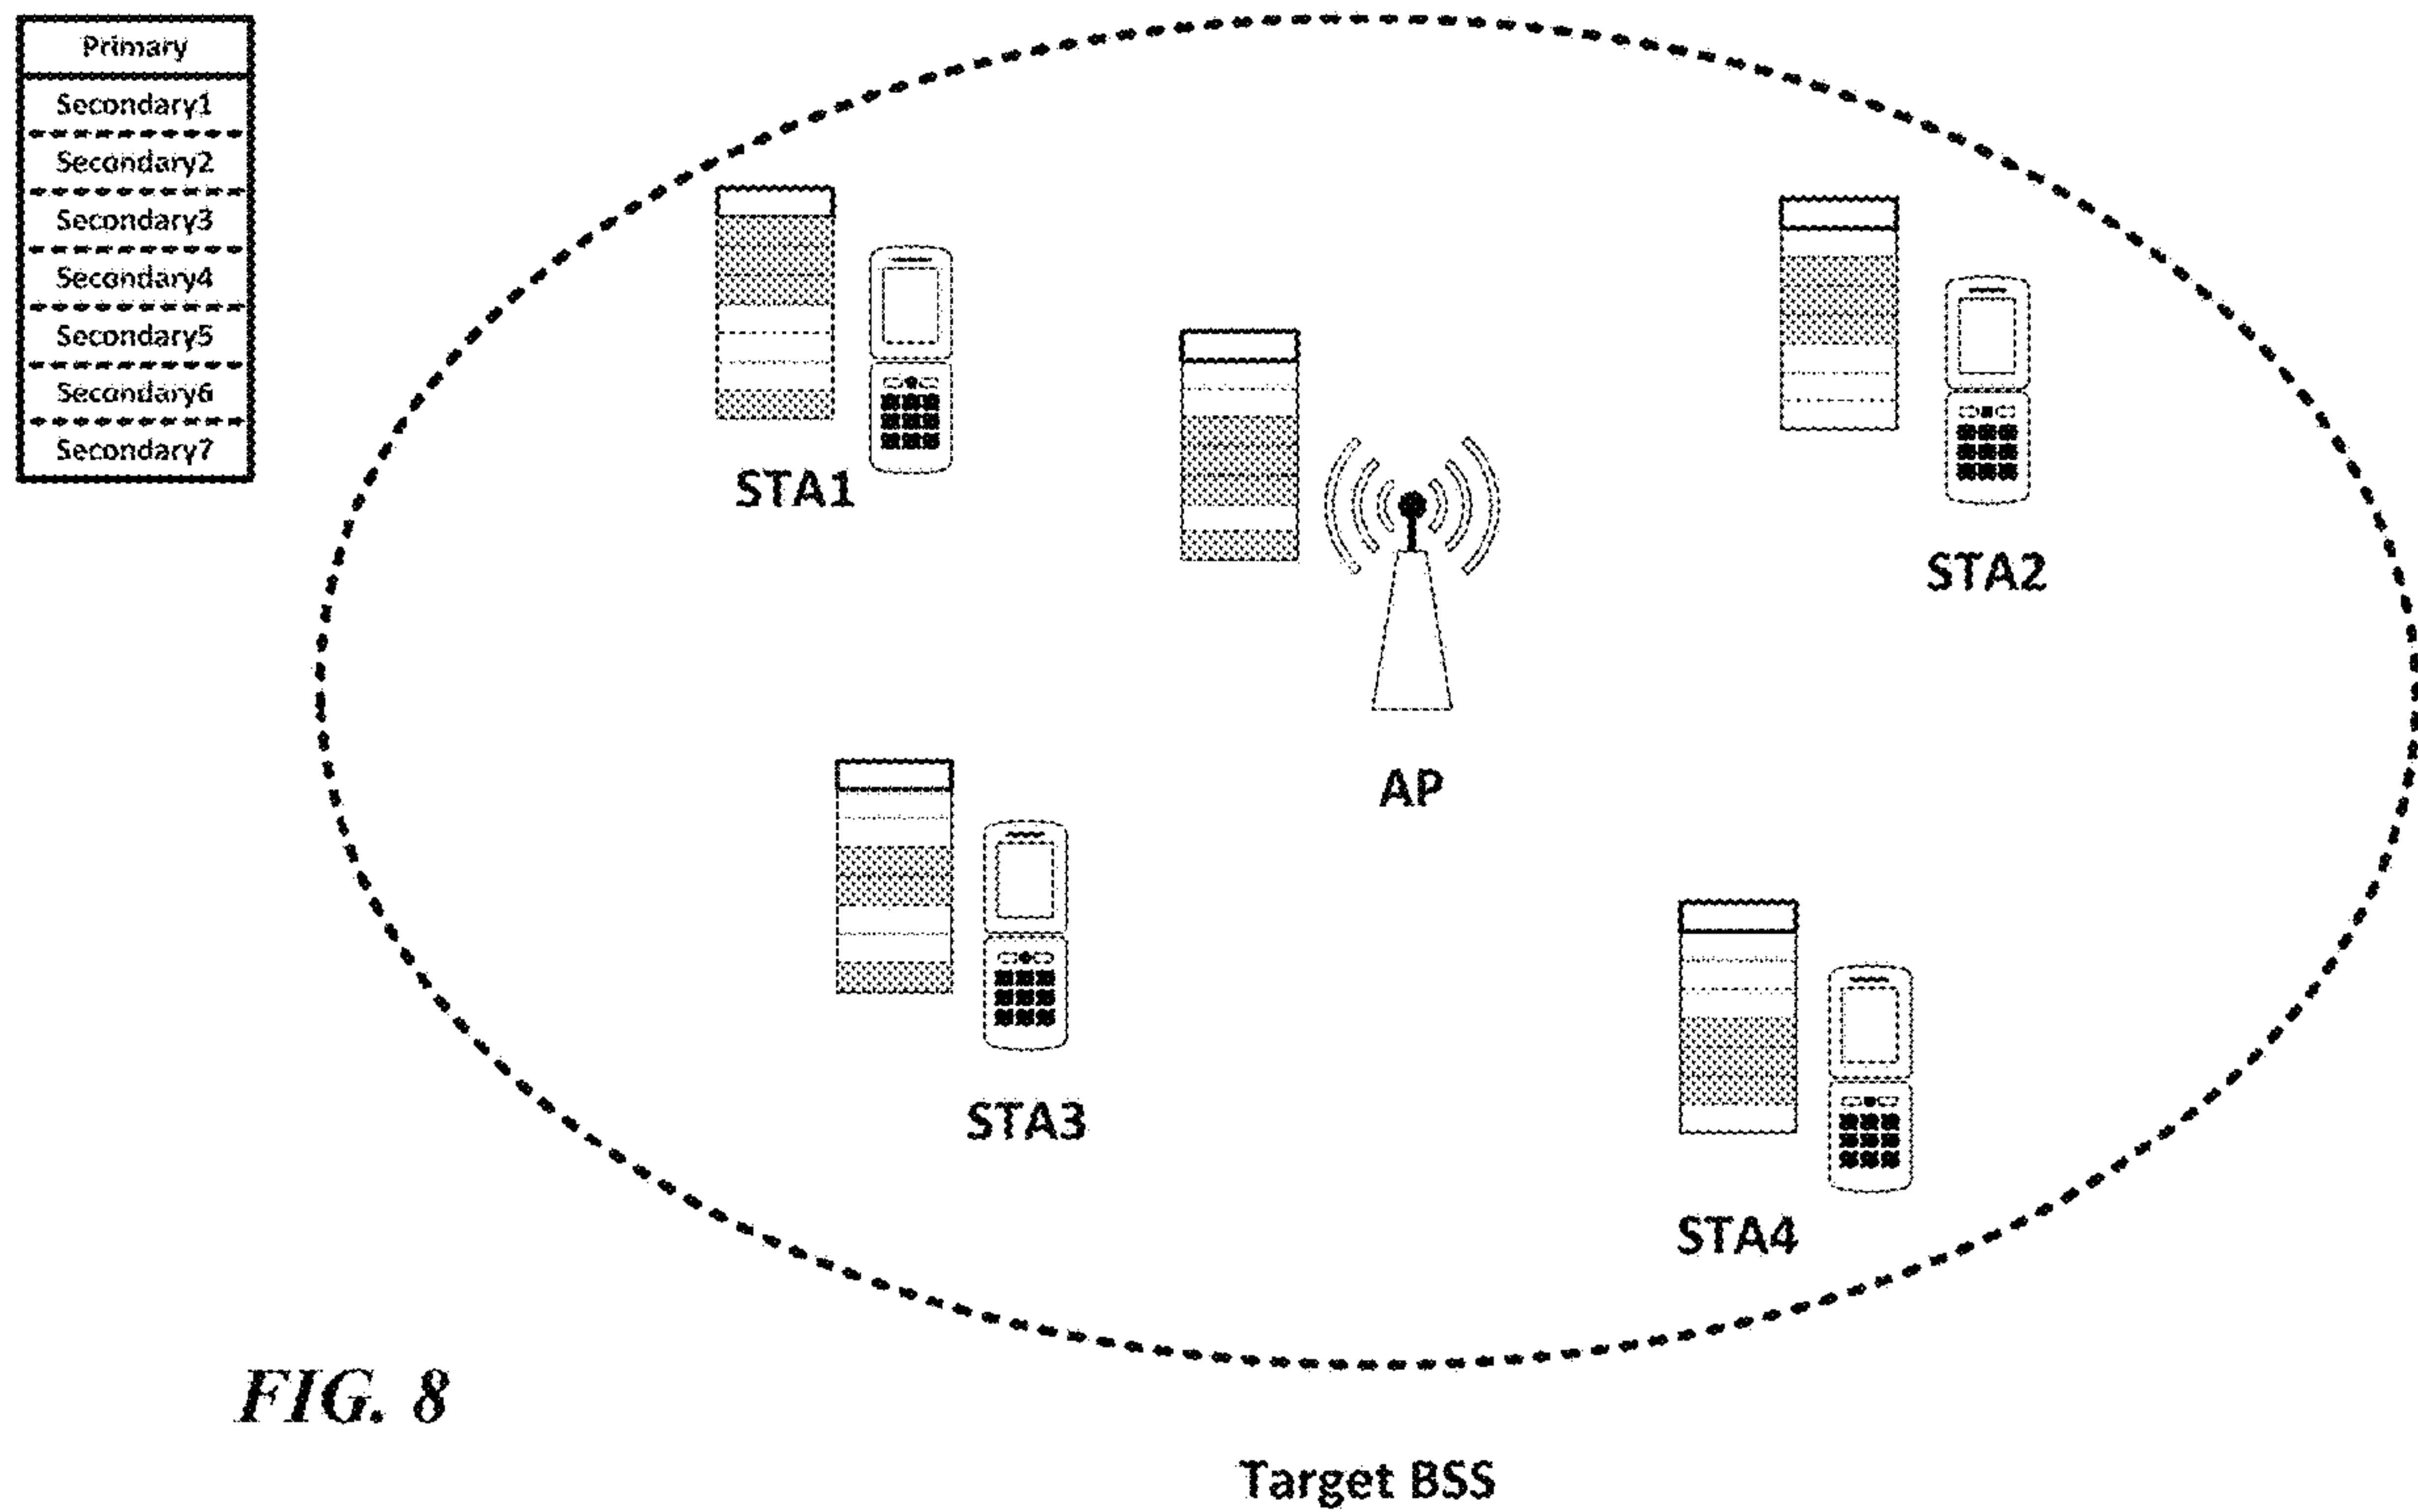 Primary
Secondary1
Secondary2
Secondary3
Secondary4
Secondary5
Secondary6
Secondary7
STA1
STA2
AP
STA3
STA4
FIG. 8
Target BSS